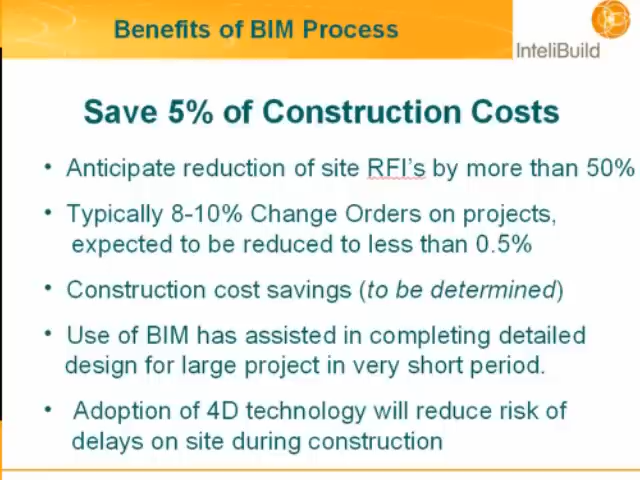 Benefits of BIM Process
InteliBuild
Save 5% of Construction Costs
• Anticipate reduction of site RFI's by more than 50%
• Typically 8-10% Change Orders on projects,
expected to be reduced to less than 0.5%
• Construction cost savings (to be determined)
• Use of BIM has assisted in completing detailed
design for large project in very short period.
• Adoption of 4D technology will reduce risk of
delays on site during construction